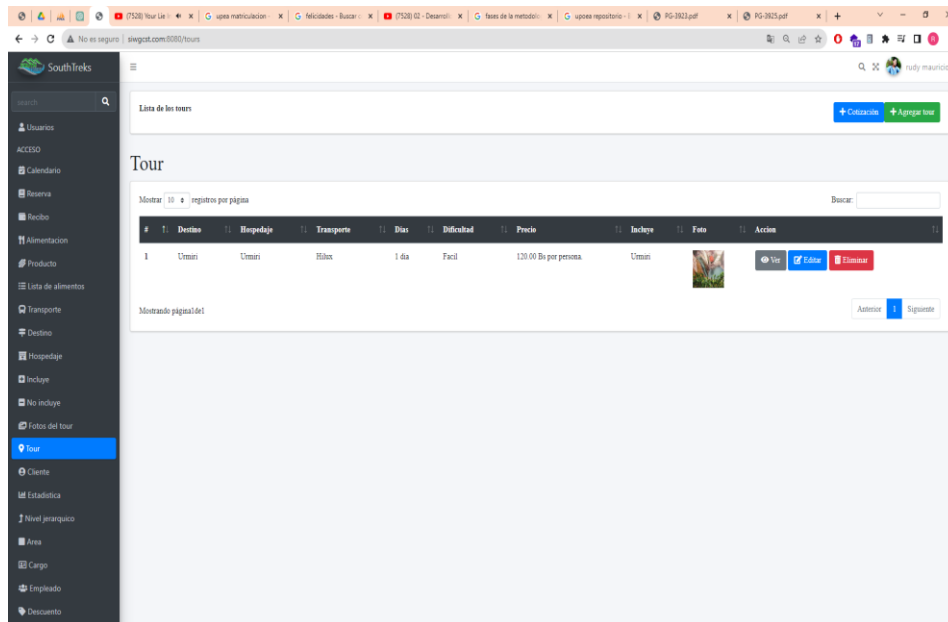 (7528) Your Lie i
upea matriculacion -
felicidades - Buscar c
(7528) 02 - Desarroll
fases de la metodolo
upoea repositorio -
PG-3923.pdf
PG-3925.pdf
No es seguro siwgcst.com:8080/tours
SouthTreks
rudy mauricio
search
Lista de los tours
+ Cotización + Agregar tour
Usuarios
ACCESO
Calendario
Reserva
Recibo
Alimentacion
Producto
Lista de alimentos
Transporte
Destino
Hospedaje
Incluye
No incluye
Fotos del tour
Tour
Cliente
Estadistica
Nivel jerarquico
Area
Cargo
Empleado
Descuento
Tour
Mostrar 10 registros por página
Buscar:
# Destino Hospedaje Transporte Dias Dificultad Precio Incluye Foto Accion
1 Urmiri Urmiri Hilux 1 dia Facil 120.00 Bs por persona. Urmiri Ver Editar Eliminar
Mostrando página1de1
Anterior 1 Siguiente